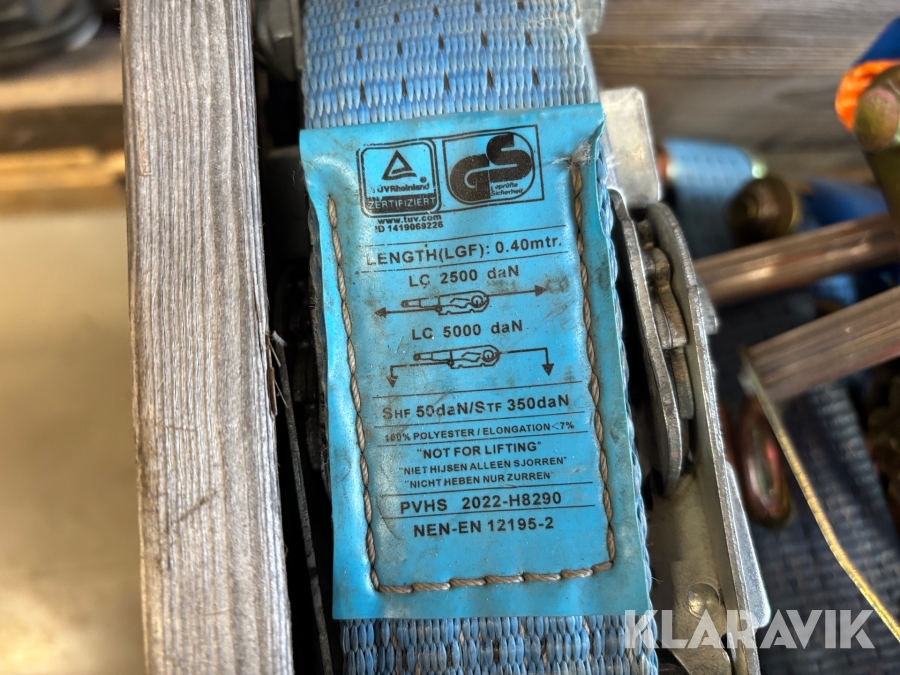 TÜVRheinland
ZERTIFIZIERT
GS
geprüfte
Sicherheit
www.tuv.com
ID 1419069226
LENGTH(LGF): 0.40mtr.
LC 2500 daN
LC 5000 daN
SHF 50daN/STF 350daN
100% POLYESTER / ELONGATION<7%
"NOT FOR LIFTING"
"NIET HIJSEN ALLEEN SJORREN"
"NICHT HEBEN NUR ZURREN"
PVHS 2022-H8290
NEN-EN 12195-2
KLARAVIK